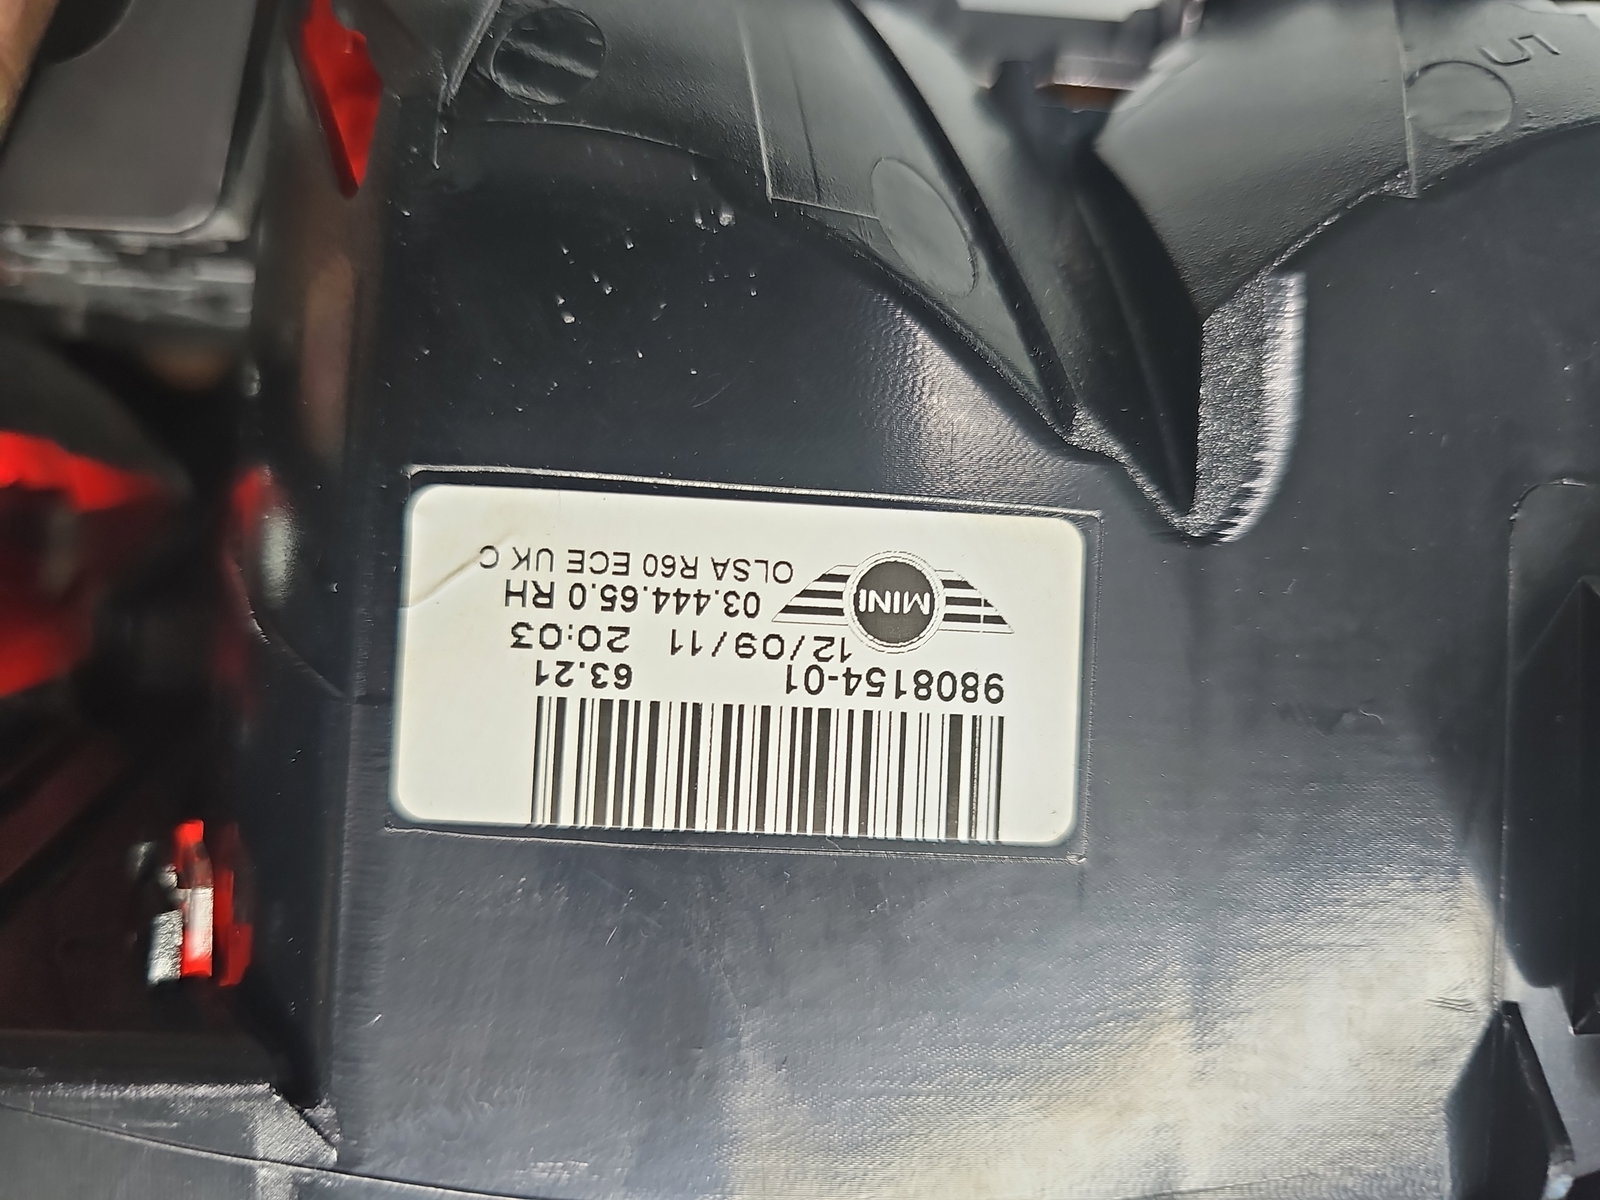 9808154-01 63.21
12/09/11 20:03
MINI
03.444.65.0 RH
OLSA R60 ECE UK C
5